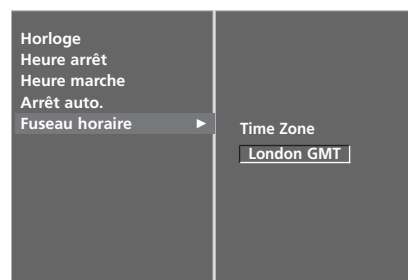 Horloge
Heure arrêt
Heure marche
Arrêt auto.
Fuseau horaire ►
Time Zone
London GMT